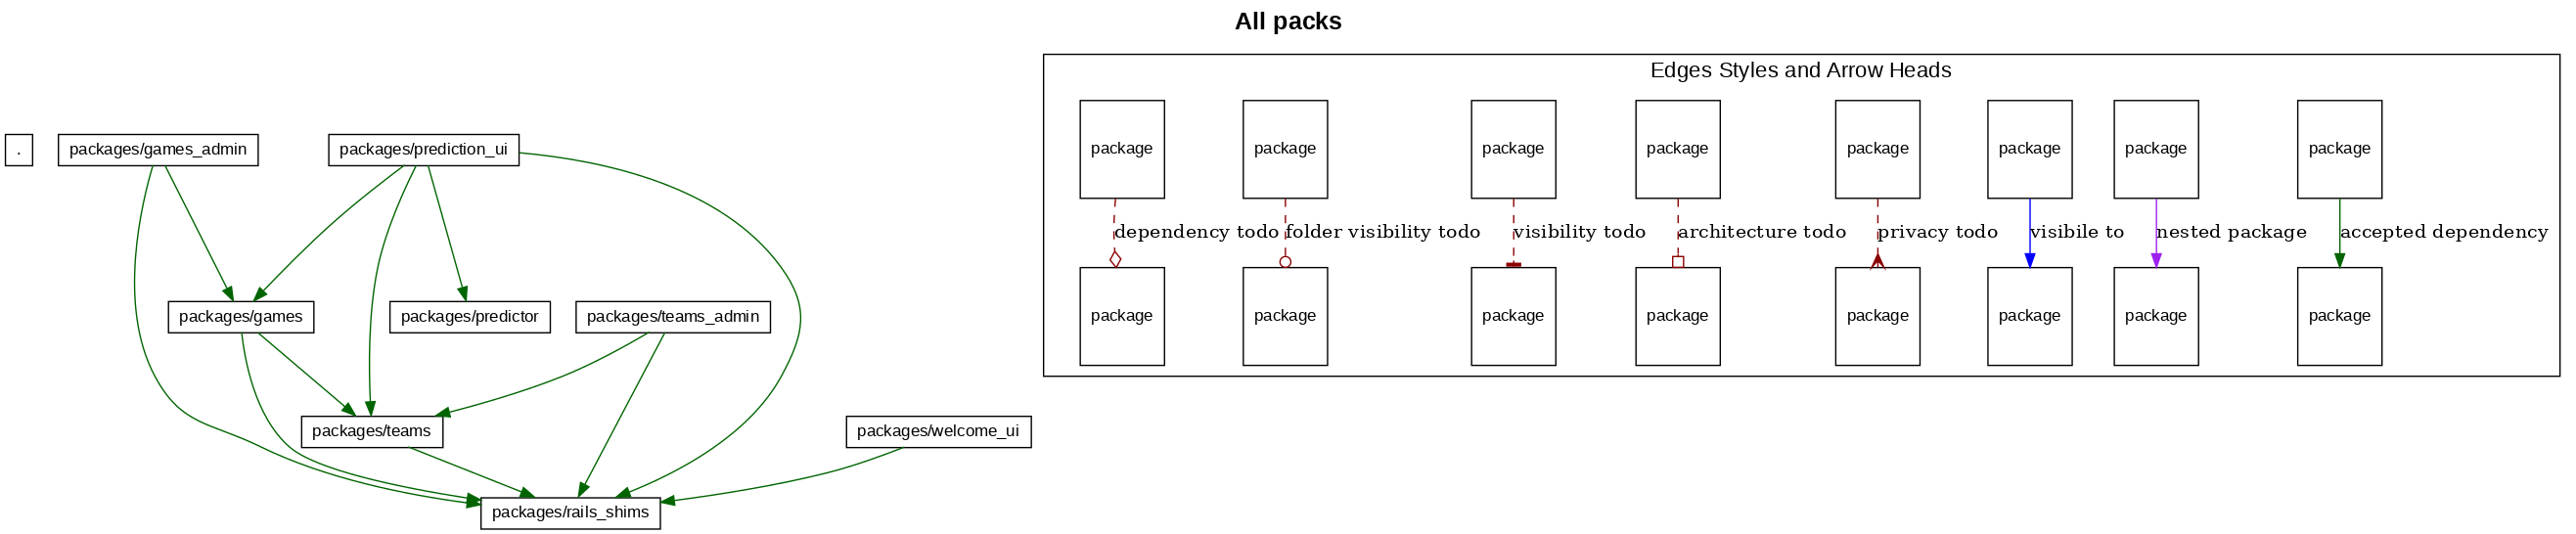 All packs
Edges Styles and Arrow Heads
.
packages/games_admin
packages/prediction_ui
package
package
package
package
package
package
package
package
dependency todo
folder visibility todo
visibility todo
architecture todo
privacy todo
visibile to
nested package
accepted dependency
packages/games
packages/predictor
packages/teams_admin
package
package
package
package
package
package
package
package
packages/teams
packages/welcome_ui
packages/rails_shims